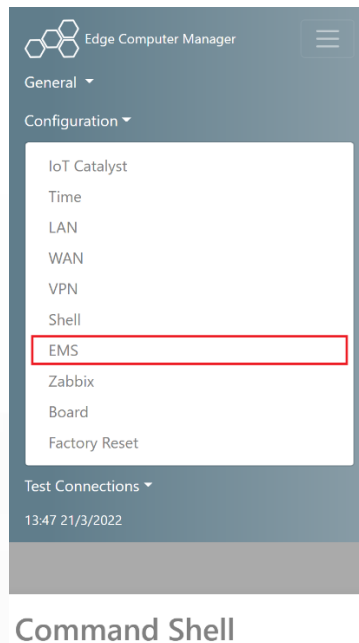 Edge Computer Manager
General
Configuration
IoT Catalyst
Time
LAN
WAN
VPN
Shell
EMS
Zabbix
Board
Factory Reset
Test Connections
13:47 21/3/2022
Command Shell